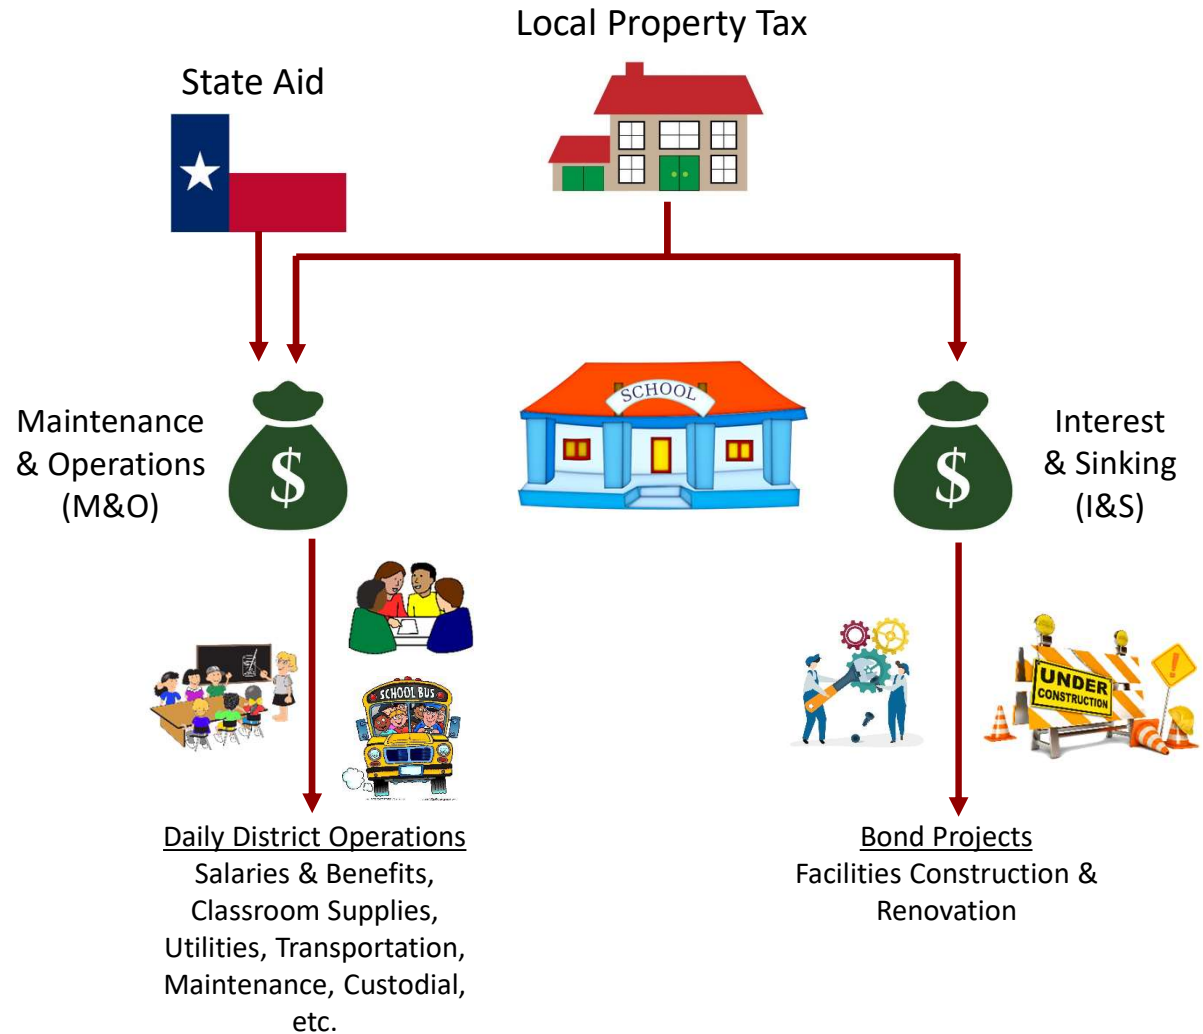 Local Property Tax
State Aid
SCHOOL
Maintenance
& Operations
(M&O)
$
$
Interest
& Sinking
(I&S)
SCHOOL BUS
UNDER
CONSTRUCTION
!
Daily District Operations
Salaries & Benefits,
Classroom Supplies,
Utilities, Transportation,
Maintenance, Custodial,
etc.
Bond Projects
Facilities Construction &
Renovation